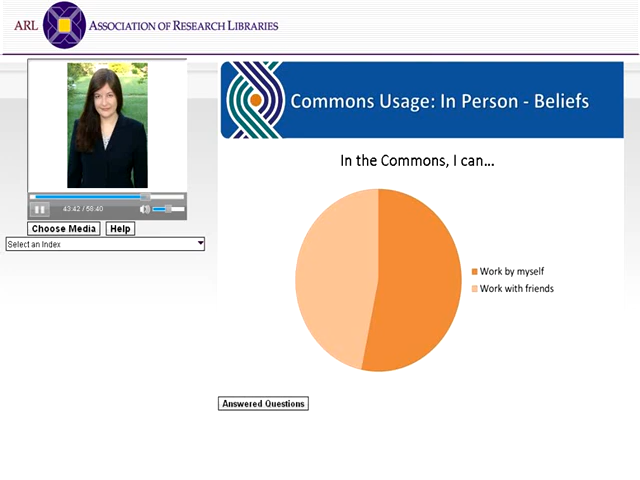 ARL ASSOCIATION OF RESEARCH LIBRARIES
Commons Usage: In Person - Beliefs
In the Commons, I can...
43:42 / 58:40
Choose Media Help
Select an Index
Work by myself
Work with friends
Answered Questions